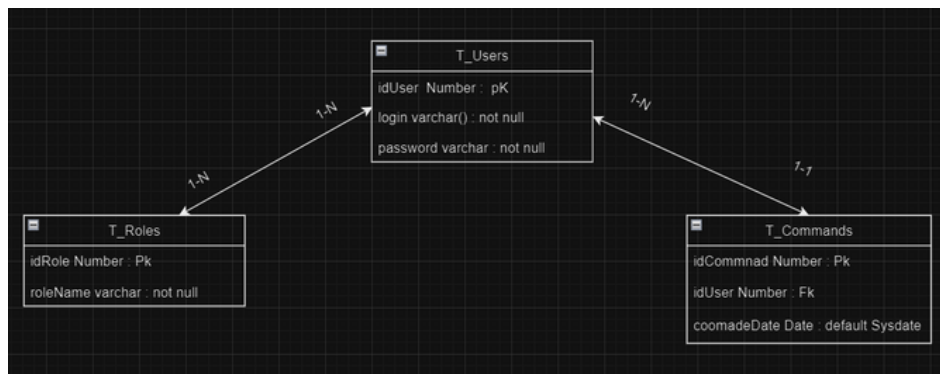 T_Users
idUser Number : pK
login varchar() : not null
password varchar : not null
1-N
1-N
1-N
1-1
T_Roles
idRole Number : Pk
roleName varchar : not null
T_Commands
idCommnad Number : Pk
idUser Number : Fk
coomadeDate Date : default Sysdate